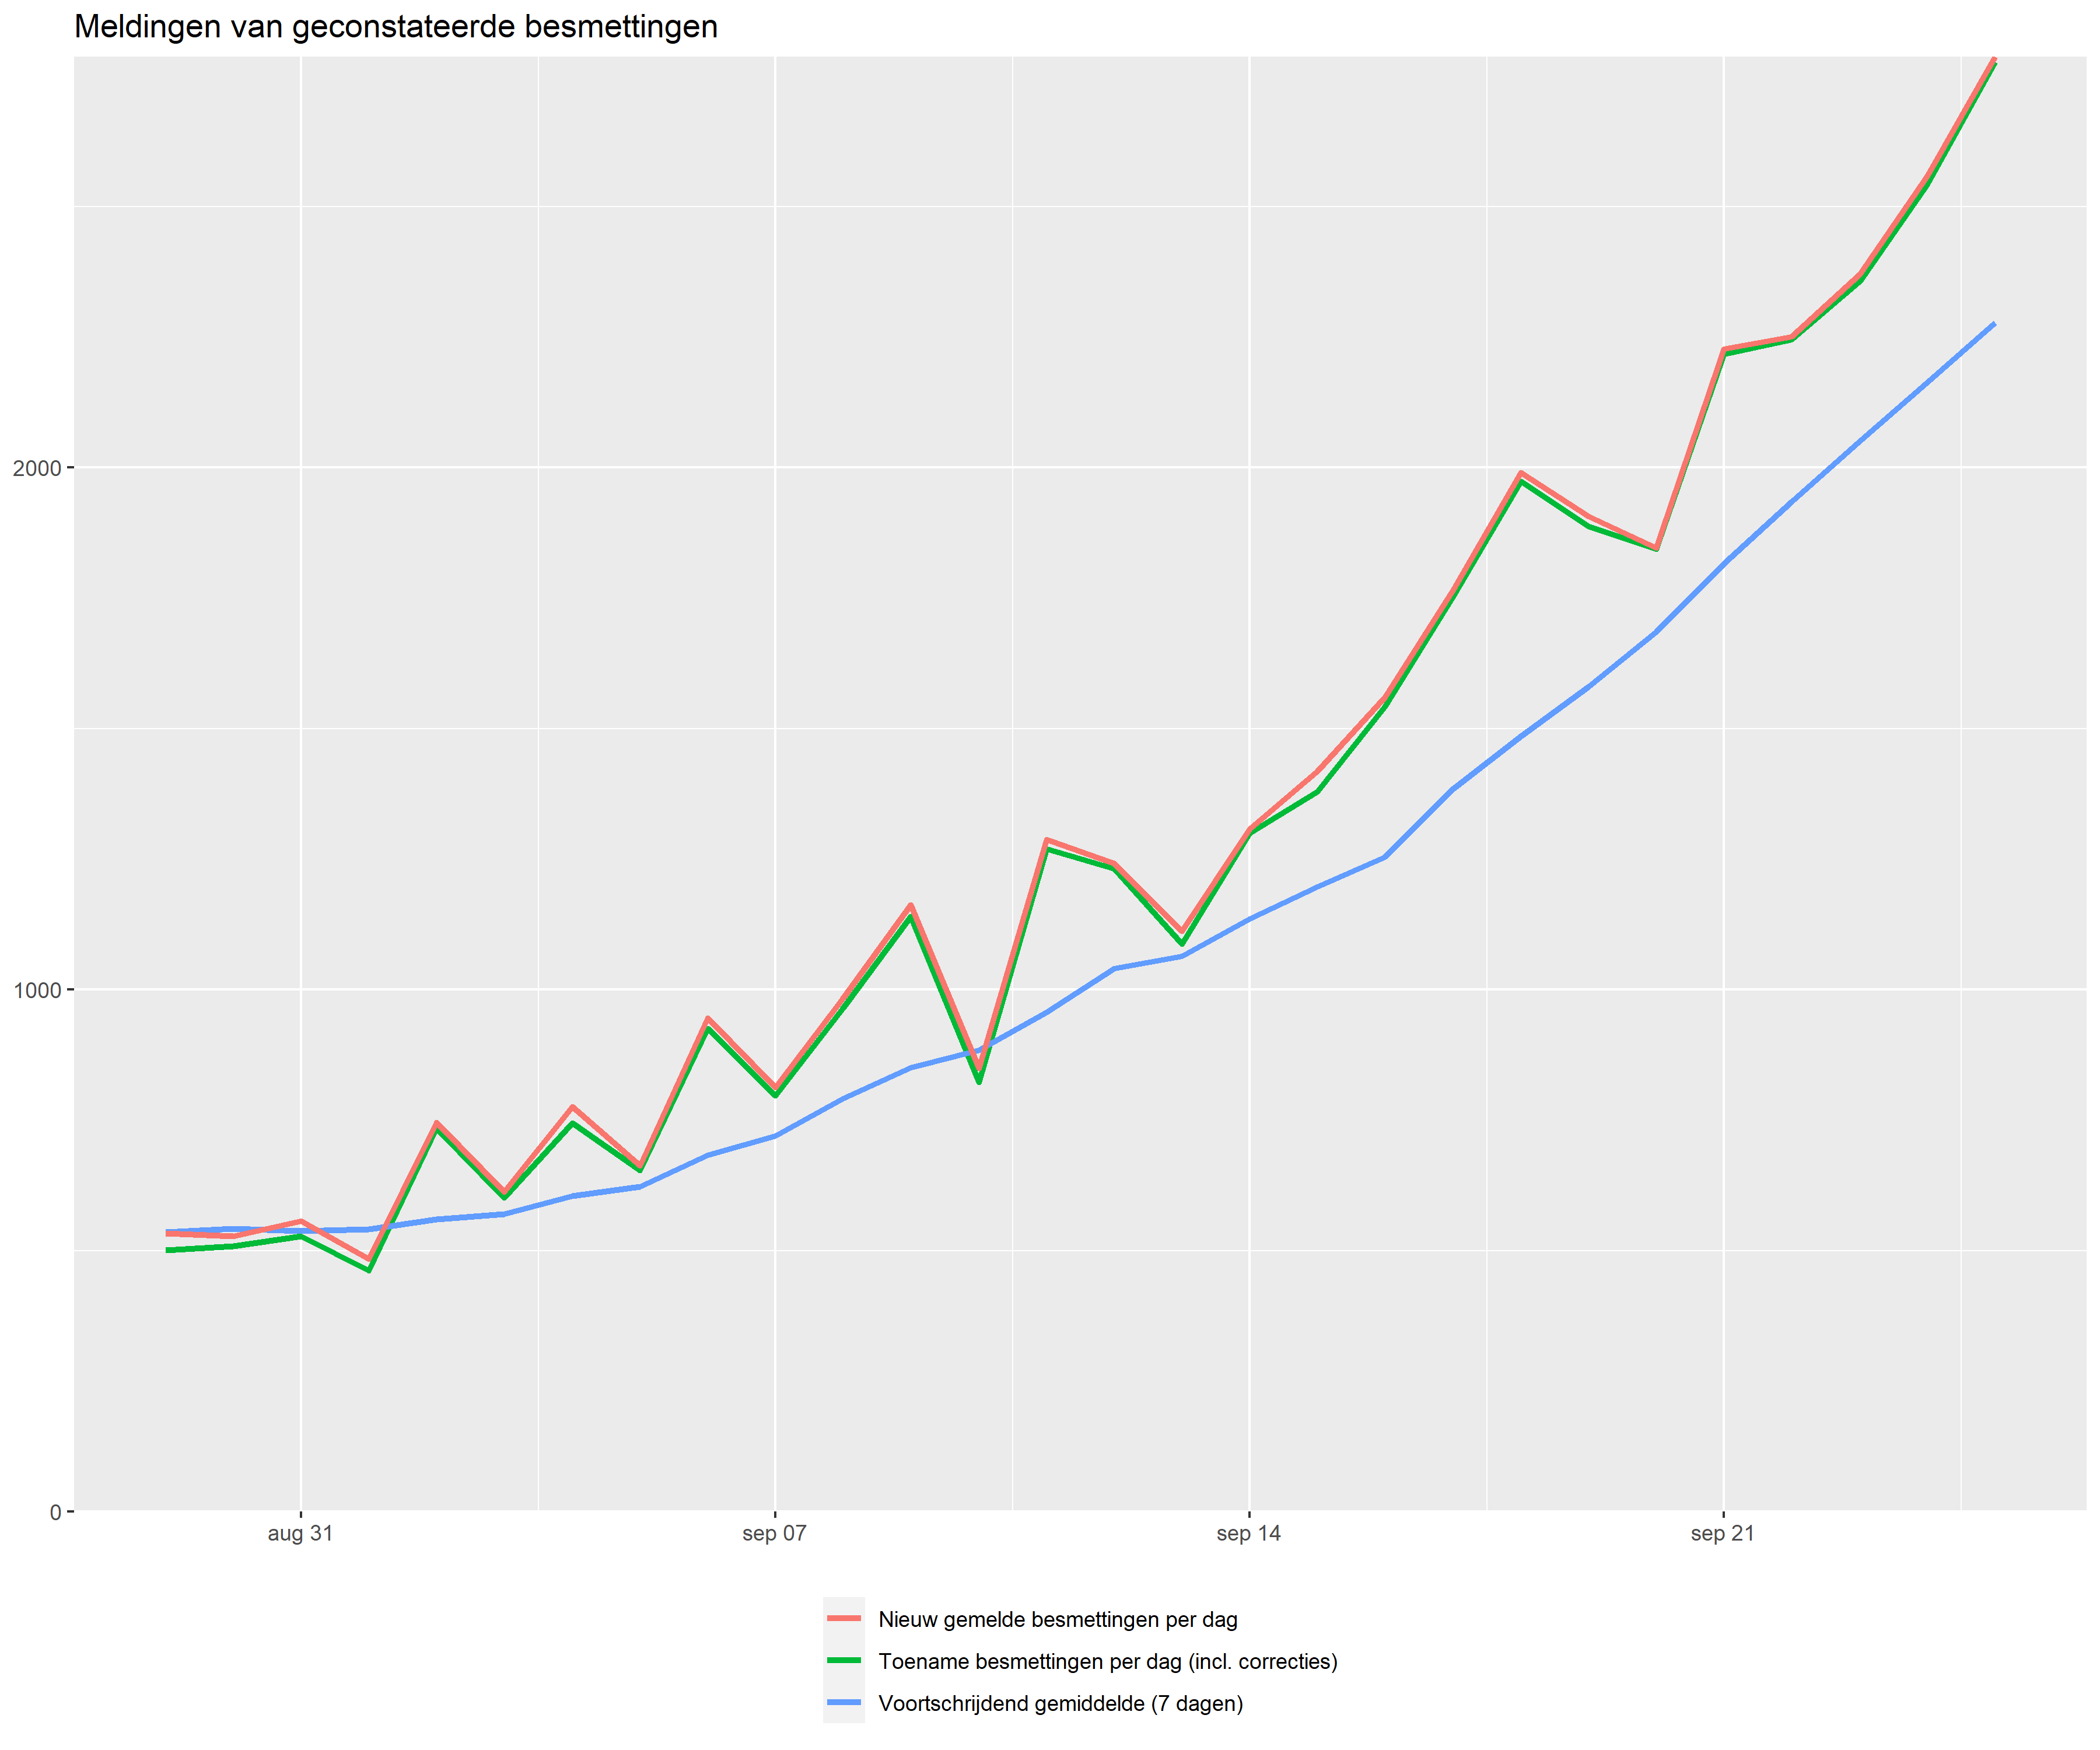 Meldingen van geconstateerde besmettingen
2000
1000
0
aug 31
sep 07
sep 14
sep 21
Nieuw gemelde besmettingen per dag
Toename besmettingen per dag (incl. correcties)
Voortschrijdend gemiddelde (7 dagen)